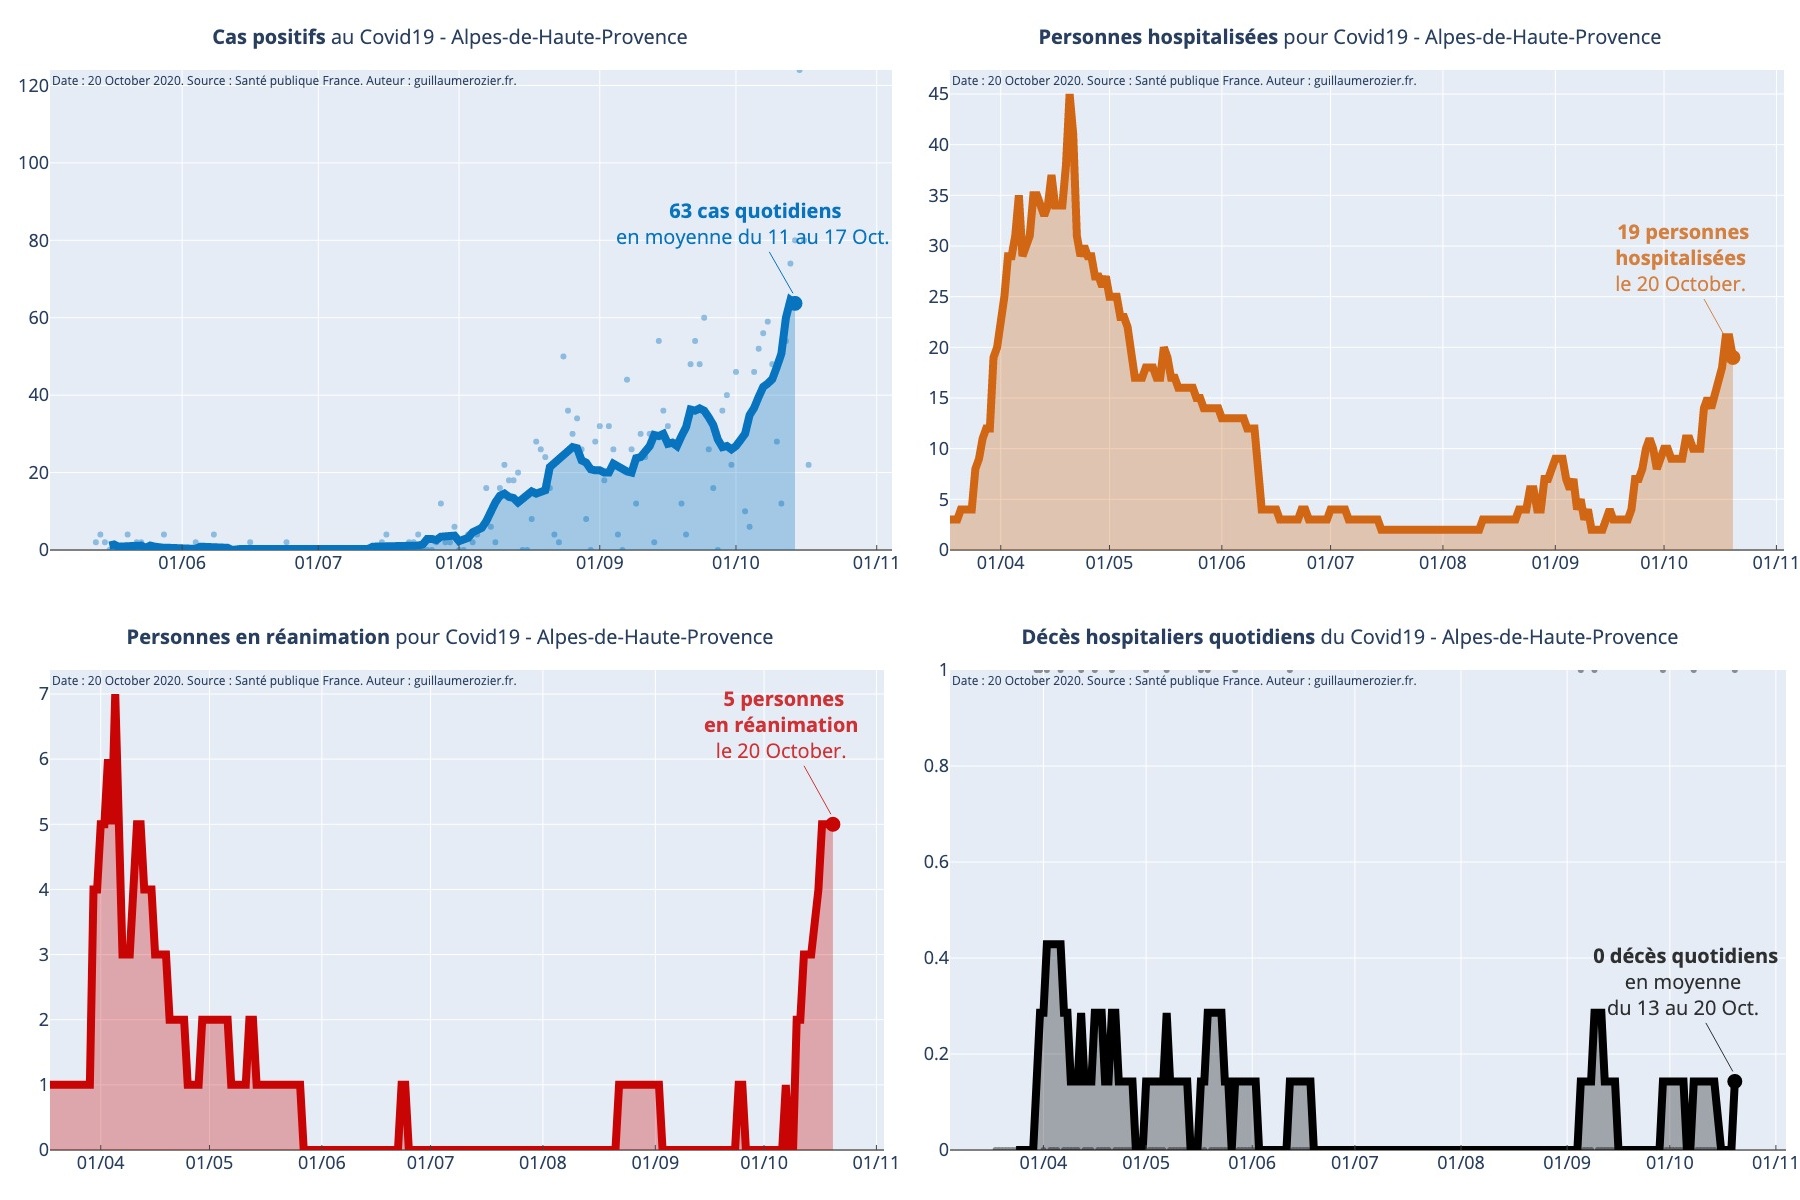 Cas positifs au Covid19 - Alpes-de-Haute-Provence
Date : 20 October 2020. Source : Santé publique France. Auteur : guillaumerozier.fr.
120
100
80
60
40
20
0
63 cas quotidiens
en moyenne du 11 au 17 Oct.
01/06 01/07 01/08 01/09 01/10 01/11
Personnes hospitalisées pour Covid19 - Alpes-de-Haute-Provence
Date : 20 October 2020. Source : Santé publique France. Auteur : guillaumerozier.fr.
45
40
35
30
25
20
15
10
5
0
19 personnes
hospitalisées
le 20 October.
01/04 01/05 01/06 01/07 01/08 01/09 01/10 01/11
Personnes en réanimation pour Covid19 - Alpes-de-Haute-Provence
Date : 20 October 2020. Source : Santé publique France. Auteur : guillaumerozier.fr.
7
6
5
4
3
2
1
0
5 personnes
en réanimation
le 20 October.
01/04 01/05 01/06 01/07 01/08 01/09 01/10 01/11
Décès hospitaliers quotidiens du Covid19 - Alpes-de-Haute-Provence
Date : 20 October 2020. Source : Santé publique France. Auteur : guillaumerozier.fr.
1
0.8
0.6
0.4
0.2
0
0 décès quotidiens
en moyenne
du 13 au 20 Oct.
01/04 01/05 01/06 01/07 01/08 01/09 01/10 01/11